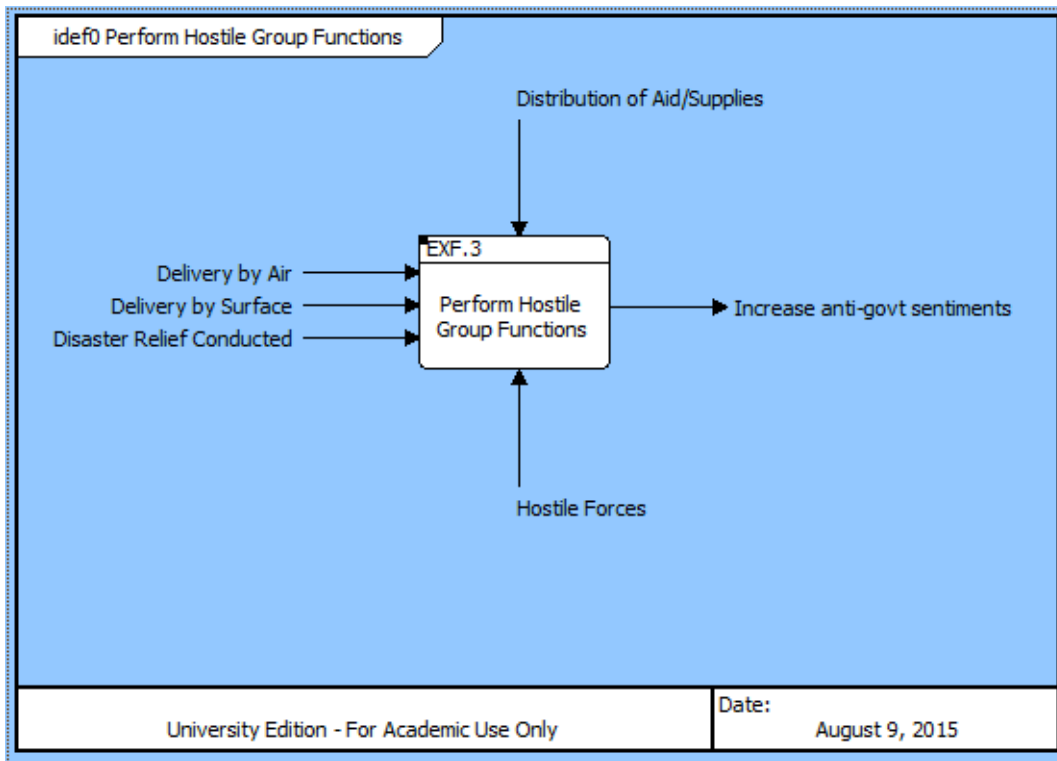 idef0 Perform Hostile Group Functions
Distribution of Aid/Supplies
EXF.3
Delivery by Air
Delivery by Surface
Disaster Relief Conducted
Perform Hostile
Group Functions
Increase anti-govt sentiments
Hostile Forces
University Edition - For Academic Use Only
Date:
August 9, 2015